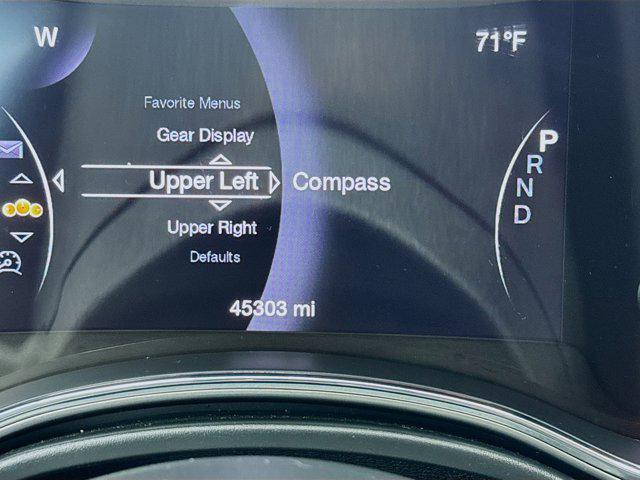 W
71°F
Favorite Menus
Gear Display
Upper Left Compass
Upper Right
Defaults
45303 mi
P
R
N
D